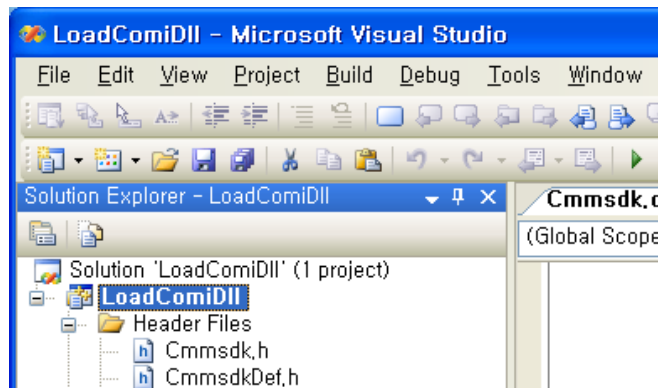 LoadComiDll - Microsoft Visual Studio
File Edit View Project Build Debug Tools Window
Solution Explorer - LoadComiDll
Cmmsdk.c
(Global Scope
Solution 'LoadComiDll' (1 project)
LoadComiDll
Header Files
Cmmsdk.h
CmmsdkDef.h